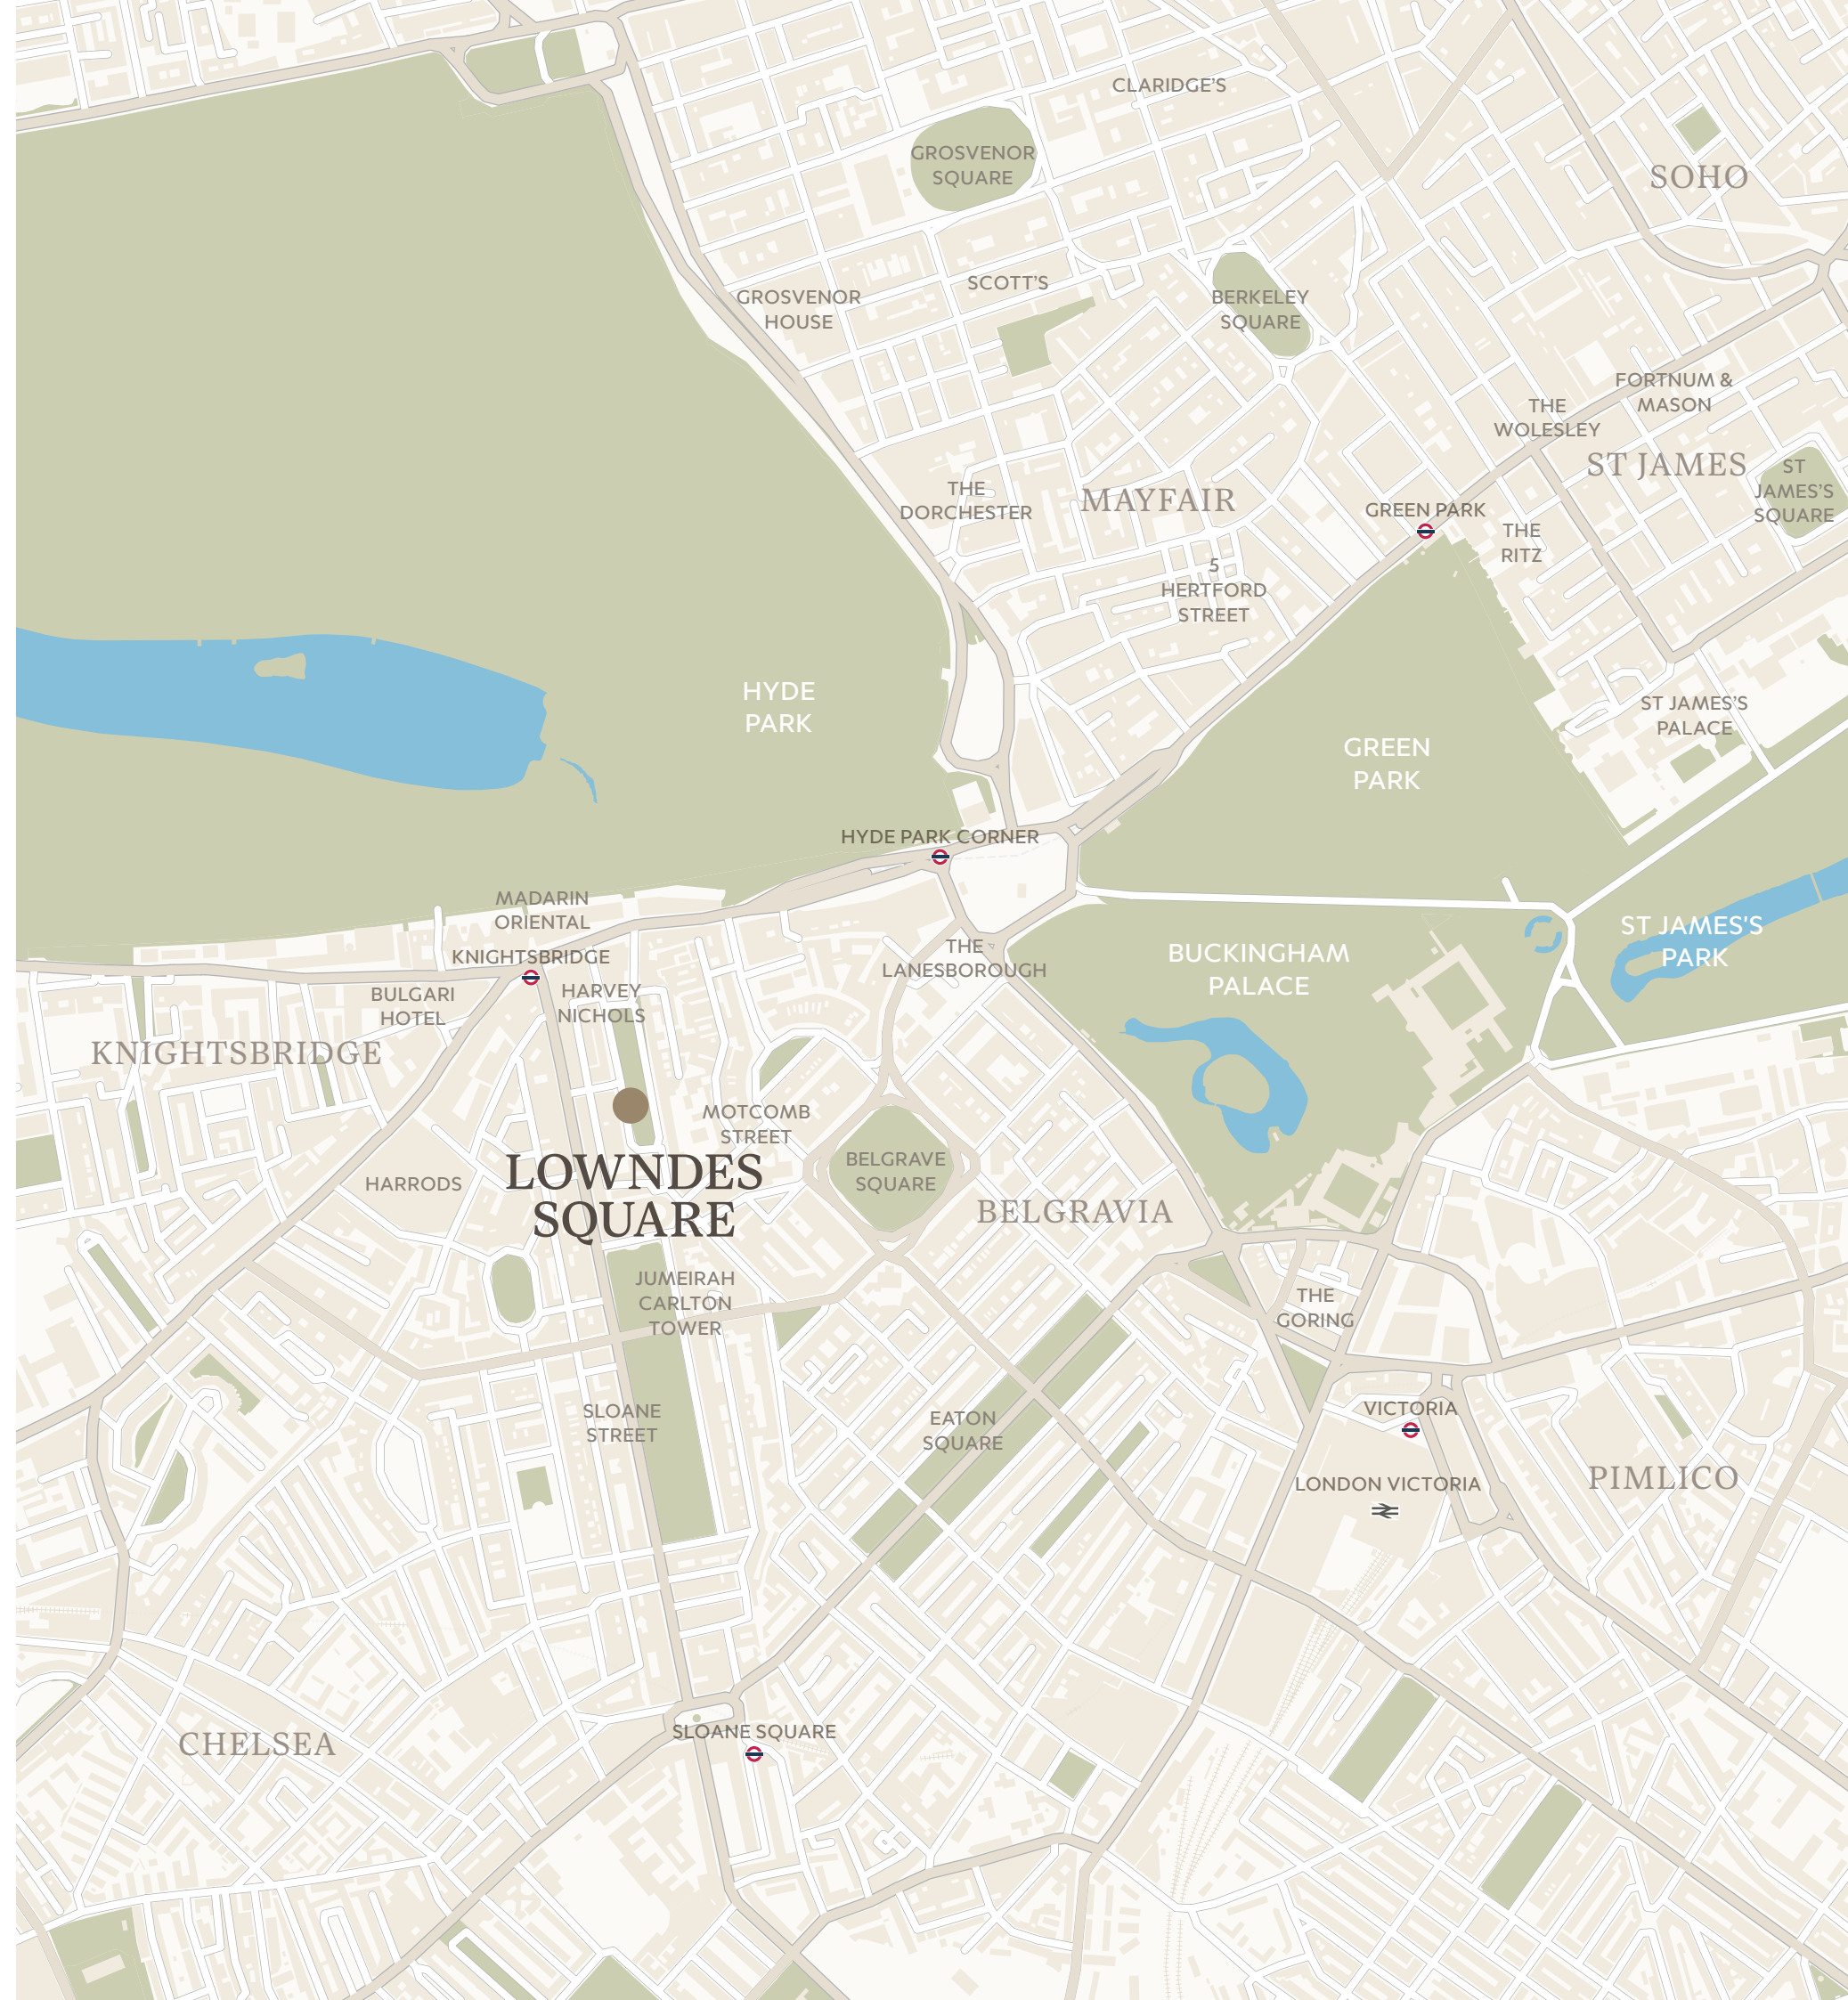 CLARIDGE'S
GROSVENOR
SQUARE
SOHO
SCOTT'S
GROSVENOR
HOUSE
BERKELEY
SQUARE
FORTNUM &
MASON
THE
WOLESLEY
ST JAMES
ST
JAMES'S
SQUARE
THE
DORCHESTER
MAYFAIR
GREEN PARK
THE
RITZ
5
HERTFORD
STREET
HYDE
PARK
ST JAMES'S
PALACE
GREEN
PARK
HYDE PARK CORNER
MADARIN
ORIENTAL
KNIGHTSBRIDGE
THE
LANESBOROUGH
BUCKINGHAM
PALACE
ST JAMES'S
PARK
BULGARI
HOTEL
HARVEY
NICHOLS
KNIGHTSBRIDGE
MOTCOMB
STREET
HARRODS
LOWNDES
SQUARE
BELGRAVE
SQUARE
BELGRAVIA
JUMEIRAH
CARLTON
TOWER
THE
GORING
SLOANE
STREET
EATON
SQUARE
VICTORIA
LONDON VICTORIA
PIMLICO
CHELSEA
SLOANE SQUARE